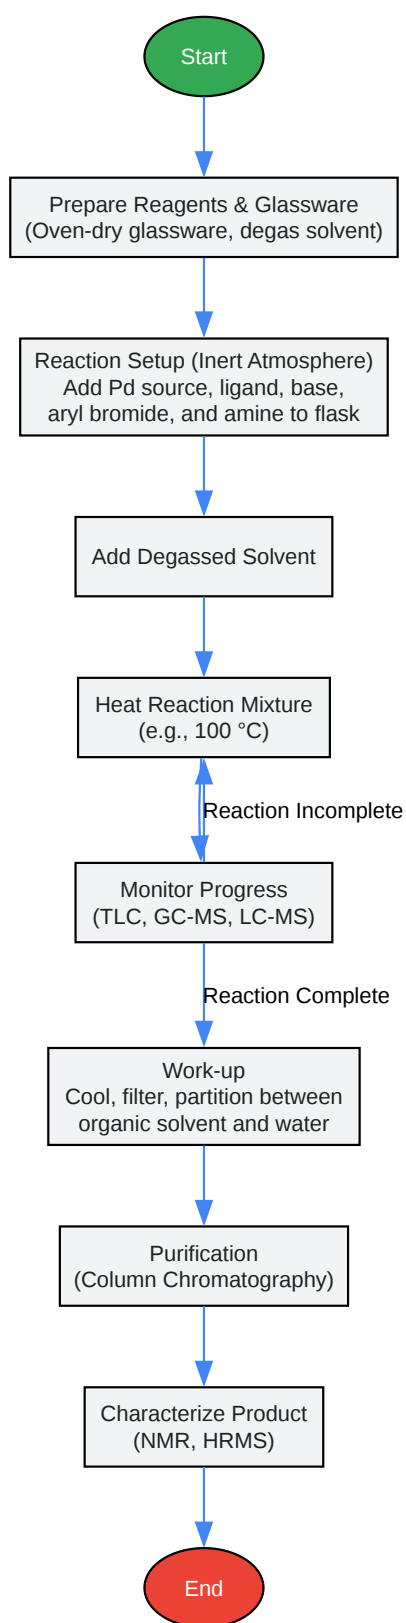 Start
Prepare Reagents & Glassware
(Oven-dry glassware, degas solvent)
Reaction Setup (Inert Atmosphere)
Add Pd source, ligand, base,
aryl bromide, and amine to flask
Add Degassed Solvent
Heat Reaction Mixture
(e.g., 100 °C)
Reaction Incomplete
Monitor Progress
(TLC, GC-MS, LC-MS)
Reaction Complete
Work-up
Cool, filter, partition between
organic solvent and water
Purification
(Column Chromatography)
Characterize Product
(NMR, HRMS)
End